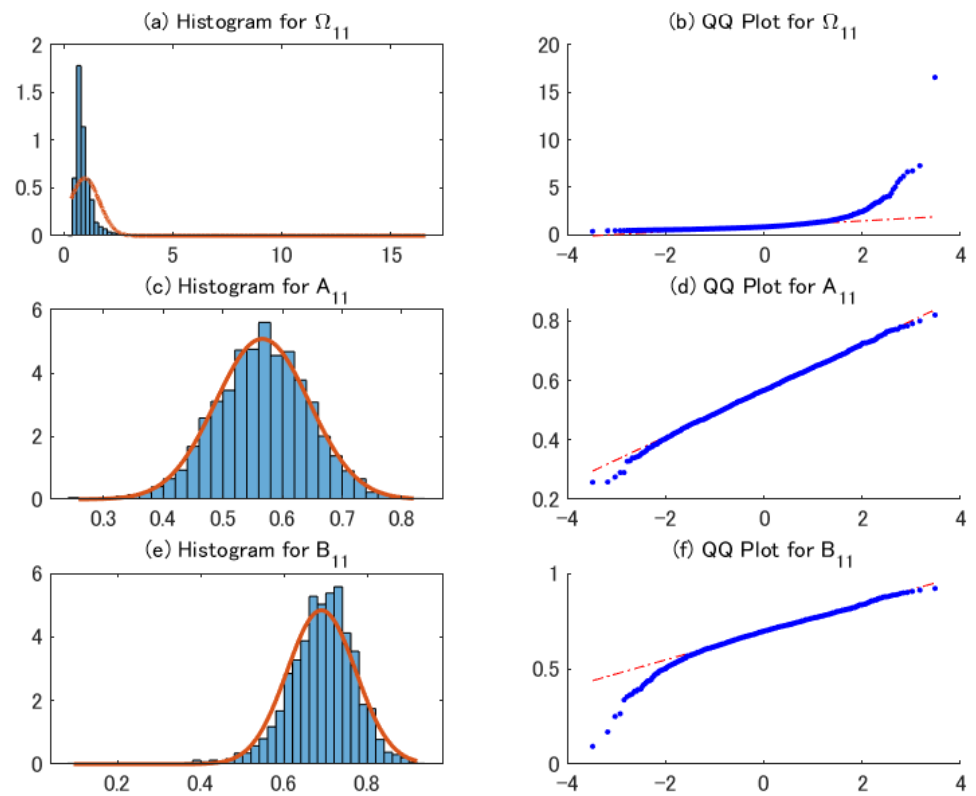 (a) Histogram for Ω11
2
1.5
1
0.5
0
0 5 10 15
(b) QQ Plot for Ω11
20
15
10
5
0
−4 −2 0 2 4
(c) Histogram for A11
6
4
2
0
0.3 0.4 0.5 0.6 0.7 0.8
(d) QQ Plot for A11
0.8
0.6
0.4
0.2
−4 −2 0 2 4
(e) Histogram for B11
6
4
2
0
0.2 0.4 0.6 0.8
(f) QQ Plot for B11
1
0.5
0
−4 −2 0 2 4